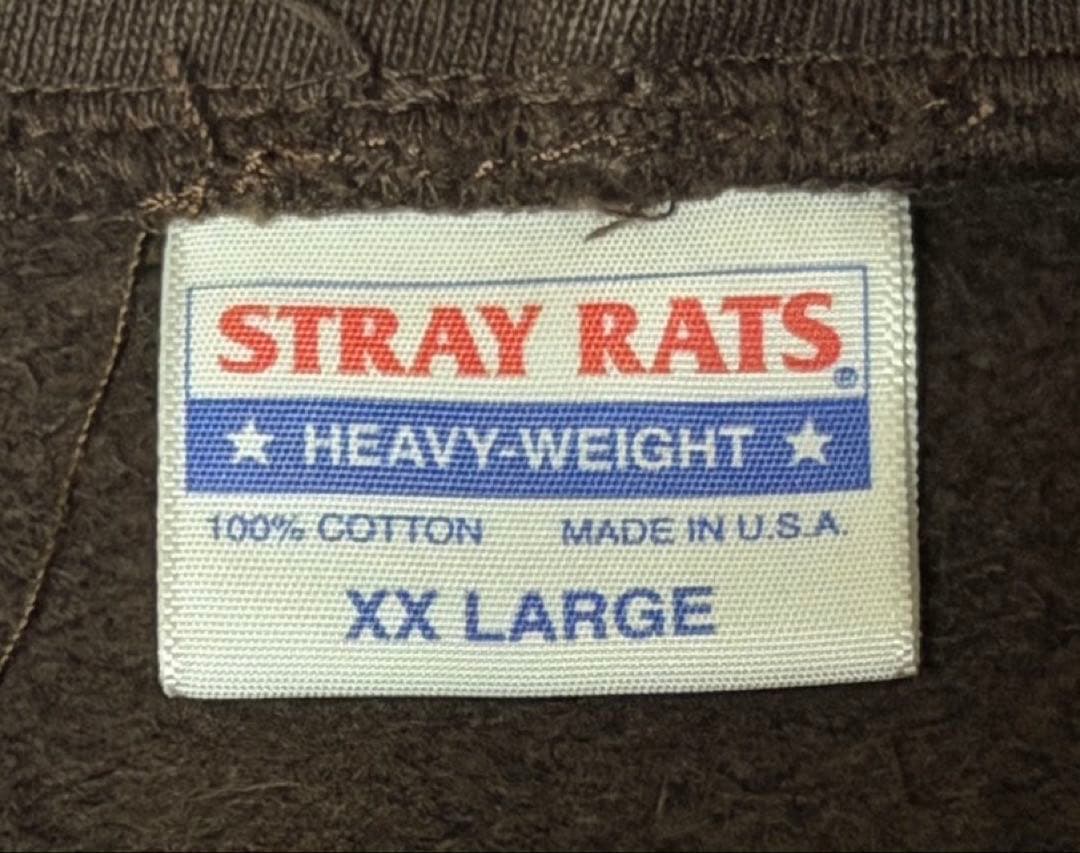 STRAY RATS®
★ HEAVY-WEIGHT ★
100% COTTON MADE IN U.S.A.
XX LARGE